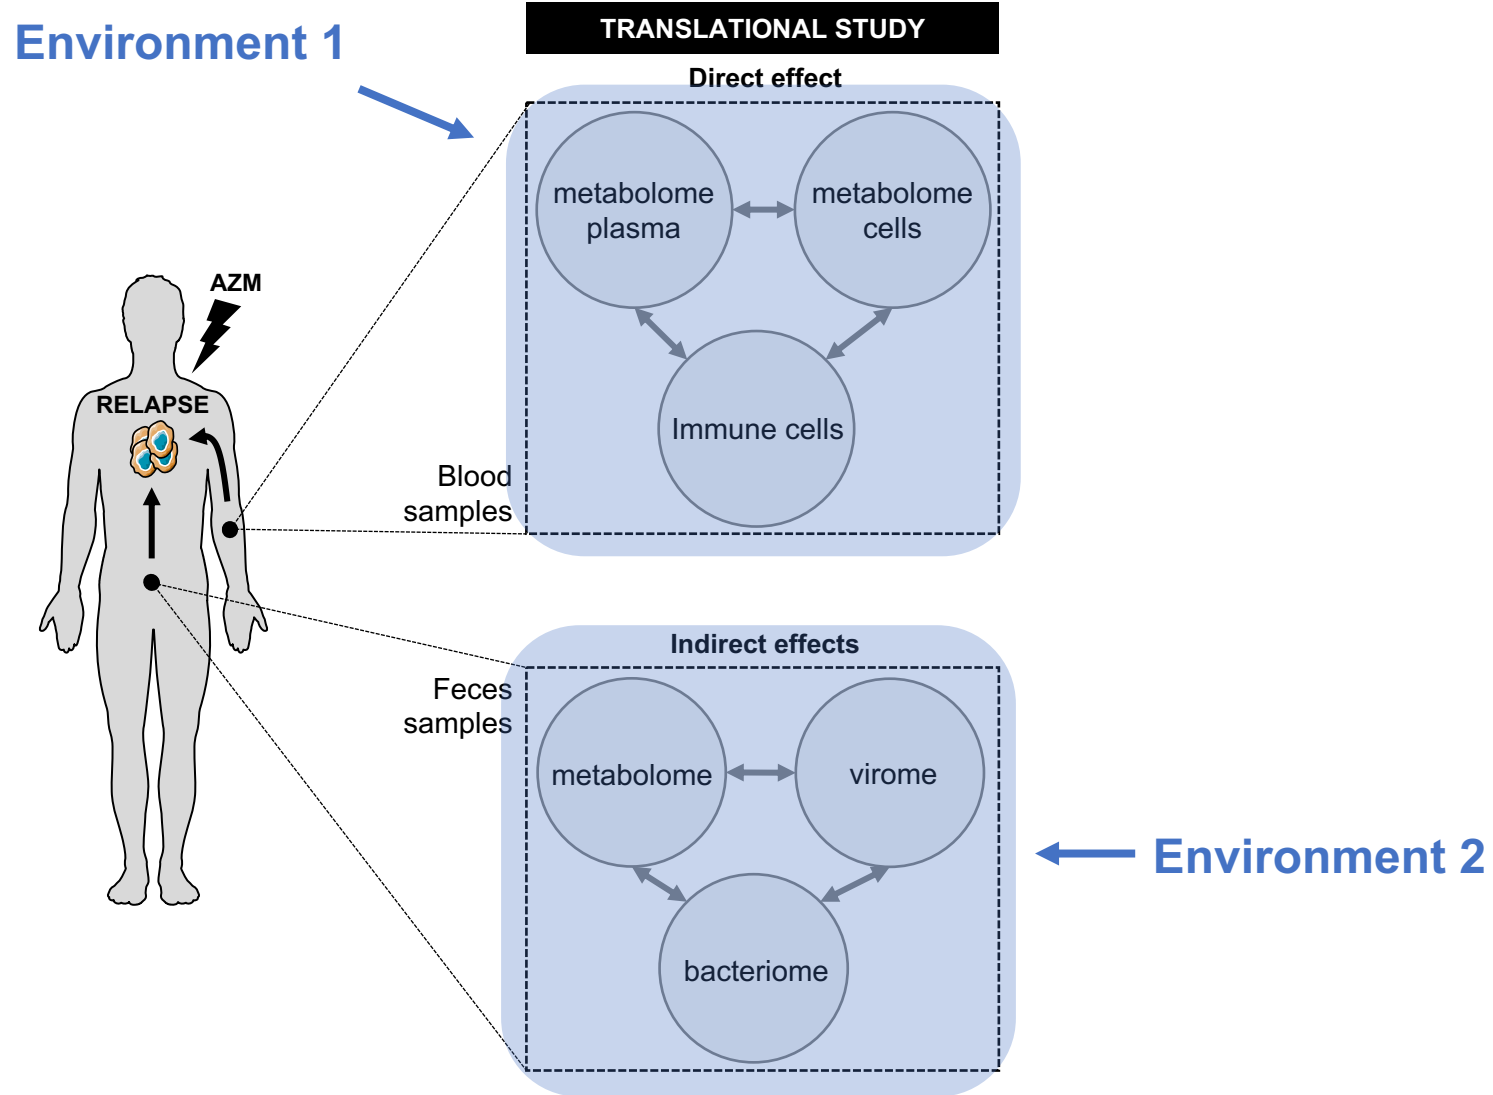 Environment 1
TRANSLATIONAL STUDY
Direct effect
metabolome
plasma
metabolome
cells
Immune cells
AZM
RELAPSE
Blood
samples
Indirect effects
Feces
samples
metabolome
virome
bacteriome
Environment 2